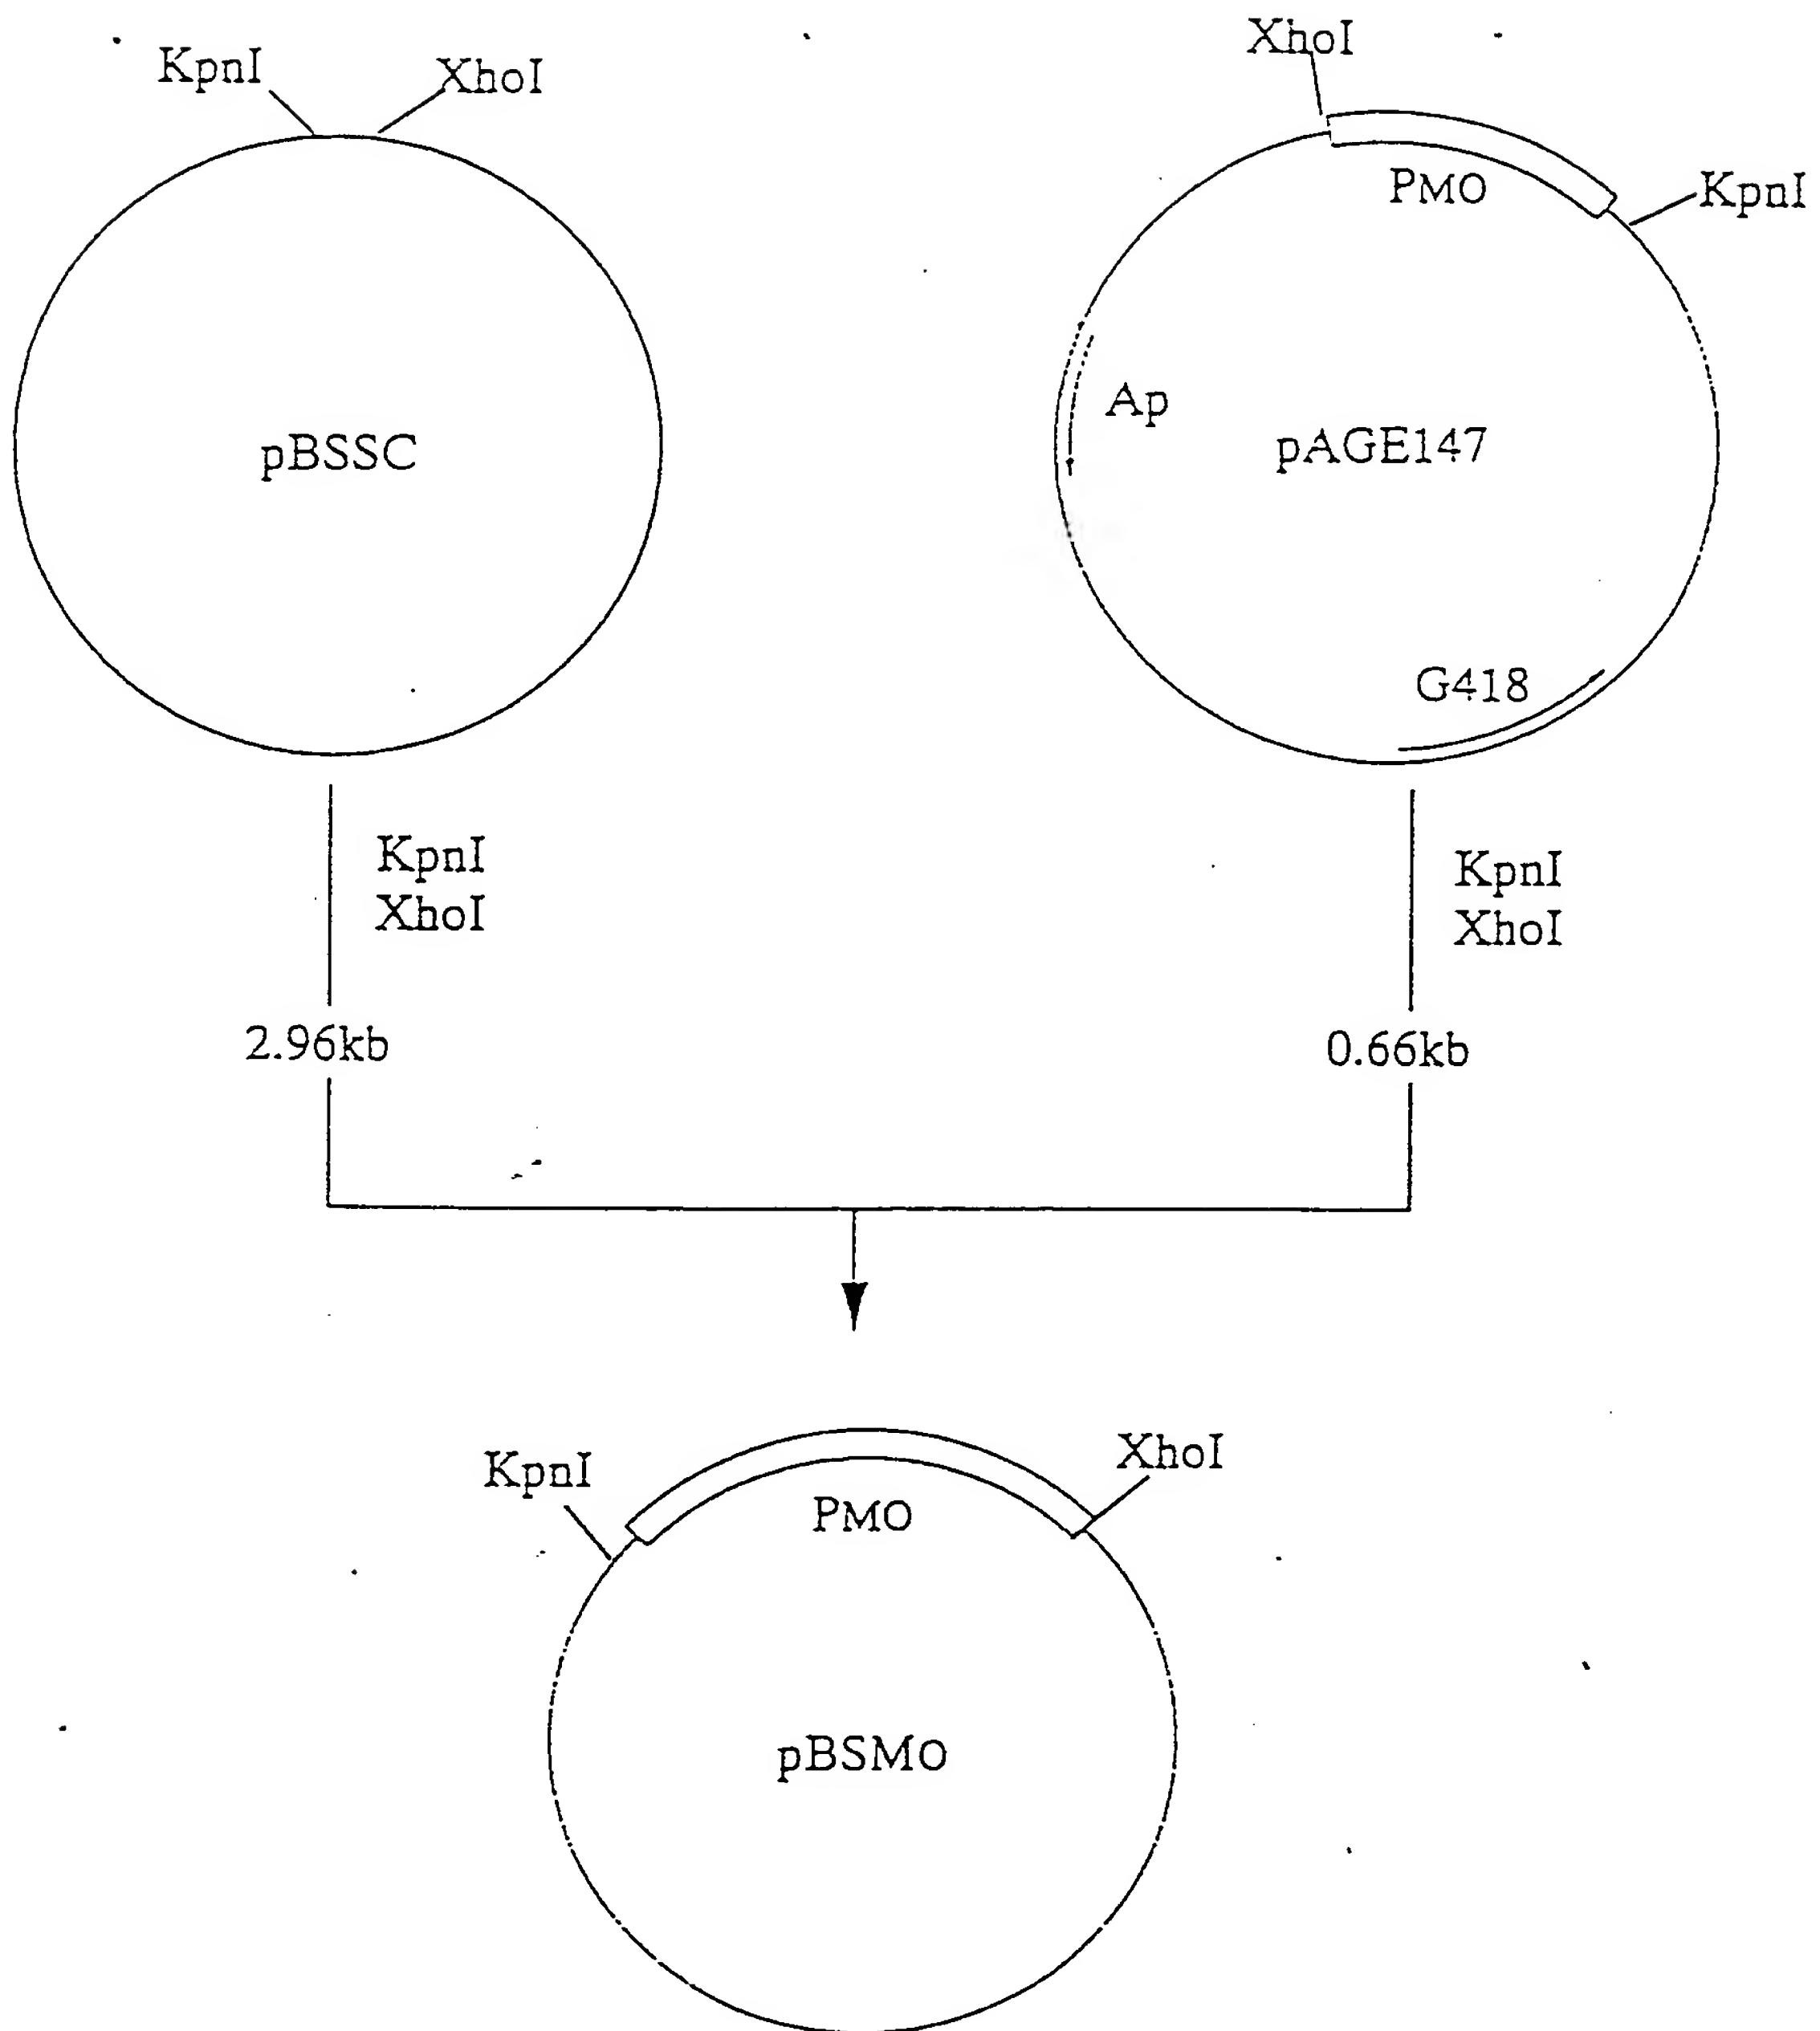 KpnI
XhoI
pBSSC
XhoI
PMO
KpnI
Ap
pAGE147
G418
KpnI
XhoI
KpnI
XhoI
2.96kb
0.66kb
KpnI
PMO
XhoI
pBSMo